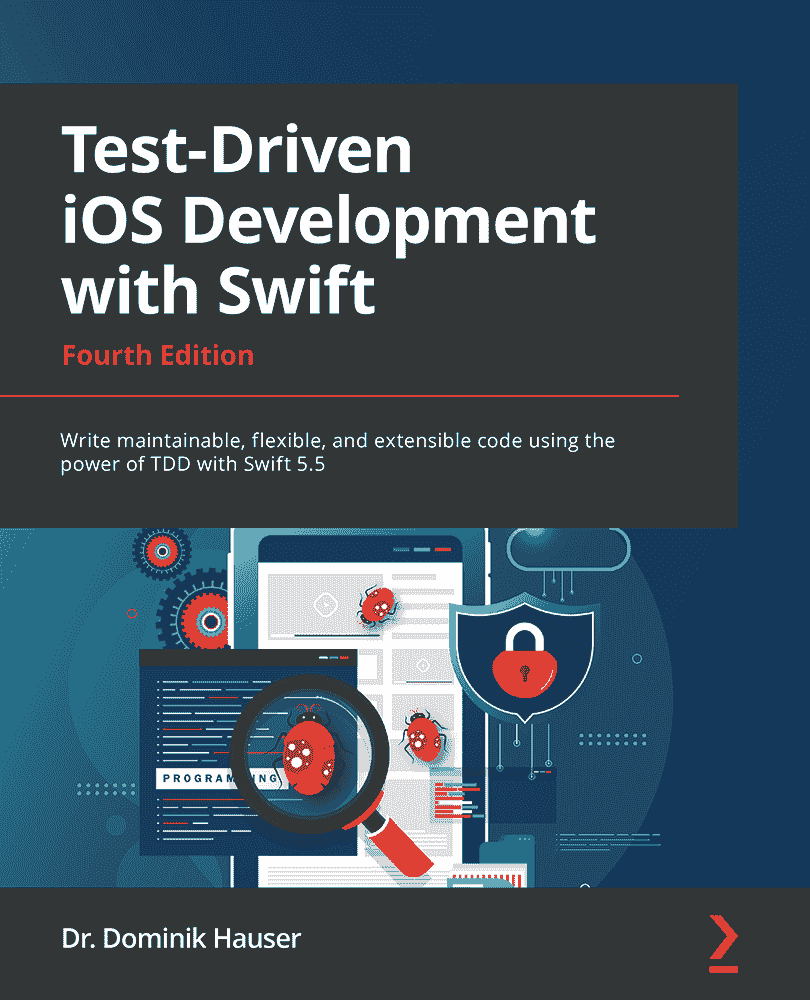 Test-Driven
iOS Development
with Swift
Fourth Edition
Write maintainable, flexible, and extensible code using the
power of TDD with Swift 5.5
PROGRAMMING
Dr. Dominik Hauser